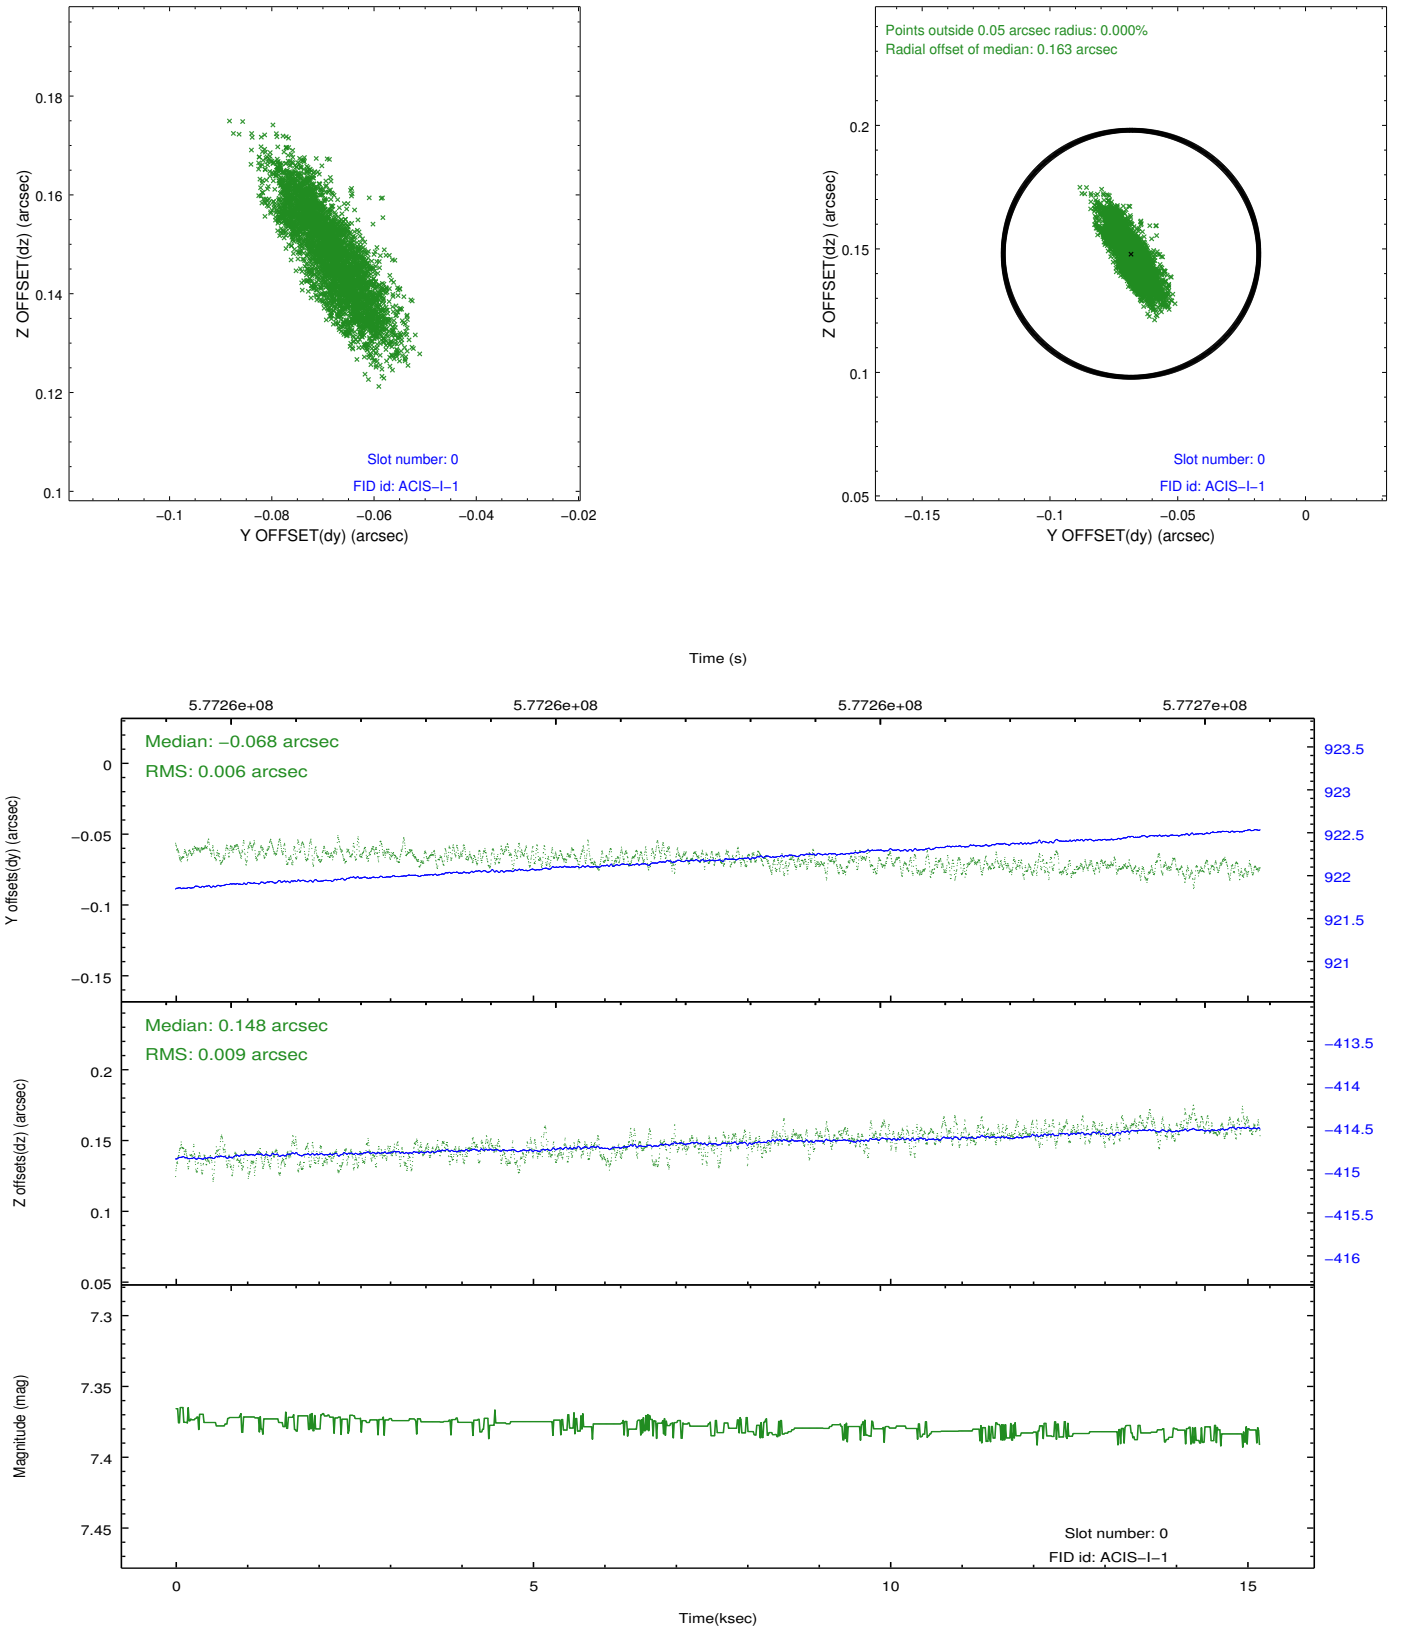 0.18
0.16
0.14
0.12
0.1
Z OFFSET(dz) (arcsec)
Slot number: 0
FID id: ACIS−I−1
−0.1
−0.08
−0.06
−0.04
−0.02
Y OFFSET(dy) (arcsec)
Points outside 0.05 arcsec radius: 0.000%
Radial offset of median: 0.163 arcsec
0.2
0.15
0.1
0.05
Z OFFSET(dz) (arcsec)
Slot number: 0
FID id: ACIS−I−1
−0.15
−0.1
−0.05
0
Y OFFSET(dy) (arcsec)
Time (s)
5.7726e+08
5.7726e+08
5.7726e+08
5.7727e+08
Median: −0.068 arcsec
RMS: 0.006 arcsec
0
−0.05
−0.1
−0.15
Y offsets(dy) (arcsec)
923.5
923
922.5
922
921.5
921
Median: 0.148 arcsec
RMS: 0.009 arcsec
0.2
0.15
0.1
0.05
Z offsets(dz) (arcsec)
−413.5
−414
−414.5
−415
−415.5
−416
7.3
7.35
7.4
7.45
Magnitude (mag)
Slot number: 0
FID id: ACIS−I−1
0
5
10
15
Time(ksec)